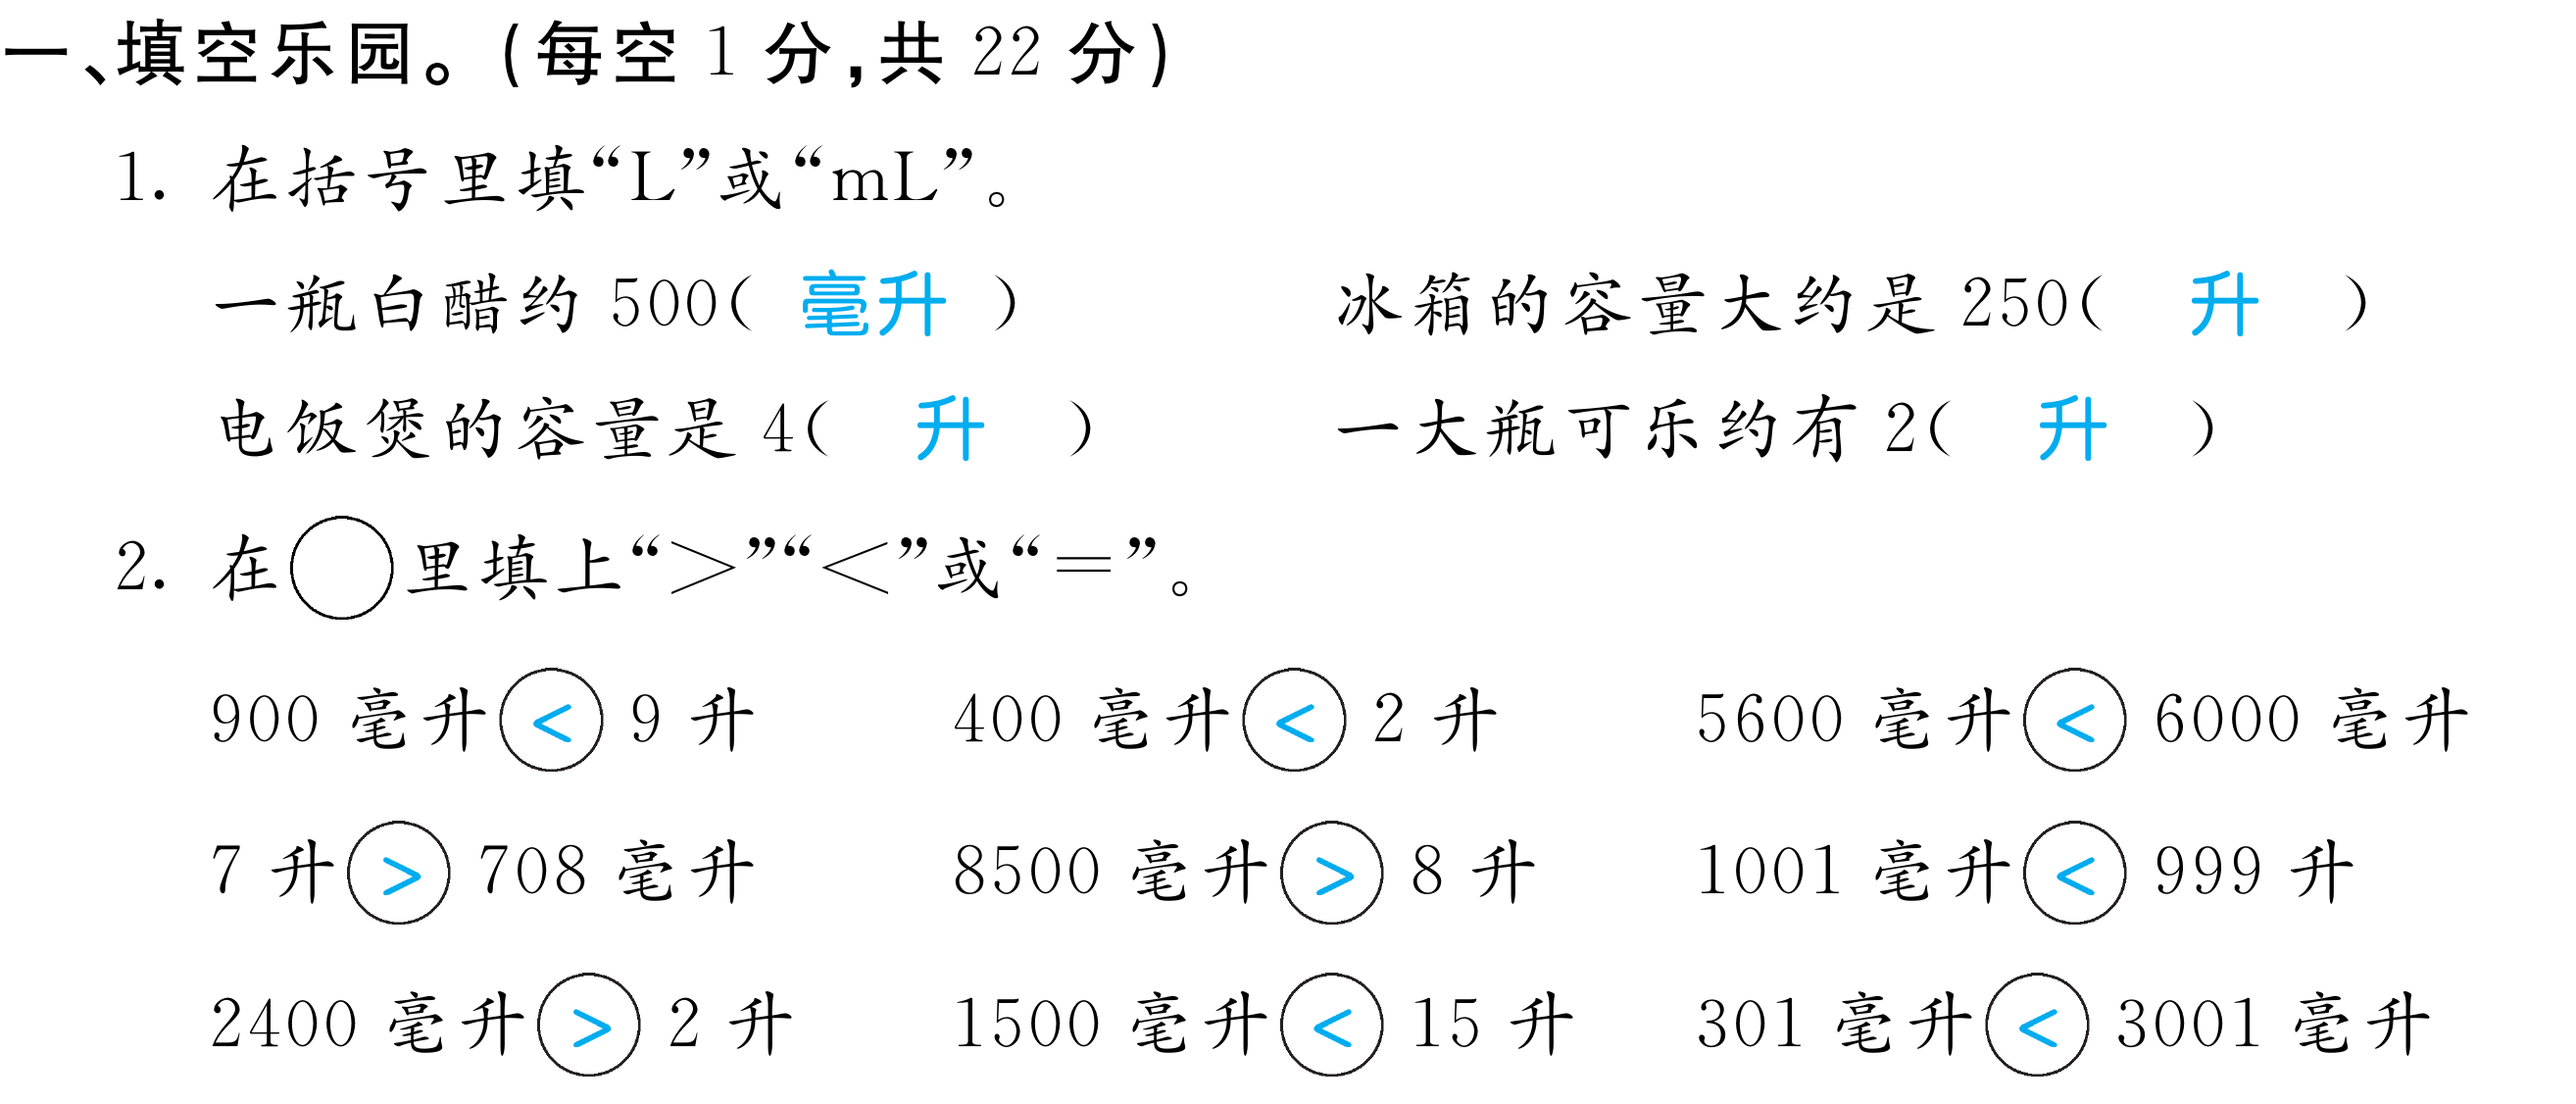 一、填空乐园。(每空 1 分,共 22 分)
1. 在括号里填“L”或“mL”。
一瓶白醋约 500( 毫升 ) 冰箱的容量大约是 250( 升 )
电饭煲的容量是 4( 升 ) 一大瓶可乐约有 2( 升 )
2. 在○里填上“>”“<”或“=”。
900 毫升<9 升 400 毫升<2 升 5600 毫升<6000 毫升
7 升>708 毫升 8500 毫升>8 升 1001 毫升<999 升
2400 毫升>2 升 1500 毫升<15 升 301 毫升<3001 毫升